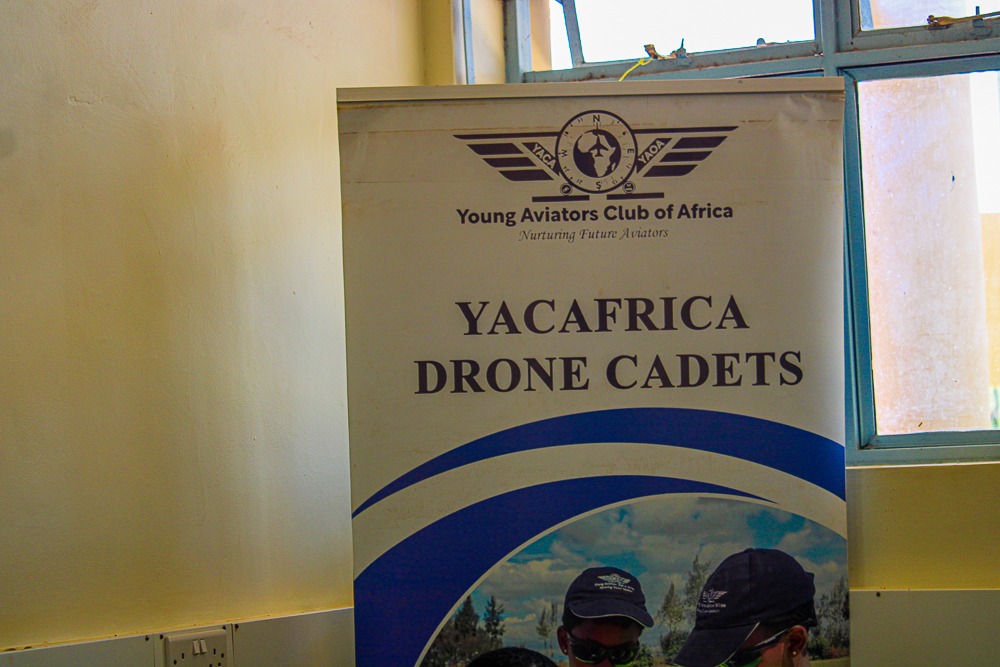 N
W E
S
YACA
YAOA
Young Aviators Club of Africa
Nurturing Future Aviators
YACAFRICA
DRONE CADETS